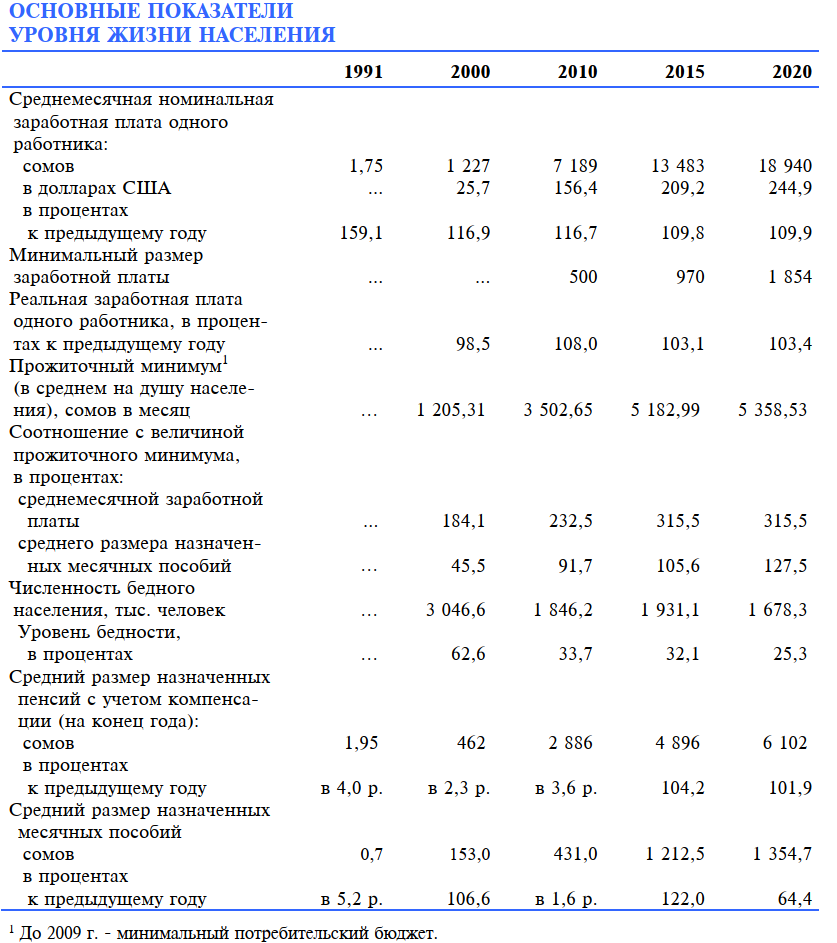 ОСНОВНЫЕ ПОКАЗАТЕЛИ
УРОВНЯ ЖИЗНИ НАСЕЛЕНИЯ
1991 2000 2010 2015 2020
Среднемесячная номинальная
заработная плата одного
работника:
сомов 1,75 1 227 7 189 13 483 18 940
в долларах США ... 25,7 156,4 209,2 244,9
в процентах
к предыдущему году 159,1 116,9 116,7 109,8 109,9
Минимальный размер
заработной платы ... ... 500 970 1 854
Реальная заработная плата
одного работника, в процен-
тах к предыдущему году ... 98,5 108,0 103,1 103,4
Прожиточный минимум¹
(в среднем на душу населе-
ния), сомов в месяц ... 1 205,31 3 502,65 5 182,99 5 358,53
Соотношение с величиной
прожиточного минимума,
в процентах:
среднемесячной заработной
платы ... 184,1 232,5 315,5 315,5
среднего размера назначен-
ных месячных пособий ... 45,5 91,7 105,6 127,5
Численность бедного
населения, тыс. человек ... 3 046,6 1 846,2 1 931,1 1 678,3
Уровень бедности,
в процентах ... 62,6 33,7 32,1 25,3
Средний размер назначенных
пенсий с учетом компенса-
ции (на конец года):
сомов 1,95 462 2 886 4 896 6 102
в процентах
к предыдущему году в 4,0 р. в 2,3 р. в 3,6 р. 104,2 101,9
Средний размер назначенных
месячных пособий
сомов 0,7 153,0 431,0 1 212,5 1 354,7
в процентах
к предыдущему году в 5,2 р. 106,6 в 1,6 р. 122,0 64,4
¹ До 2009 г. - минимальный потребительский бюджет.